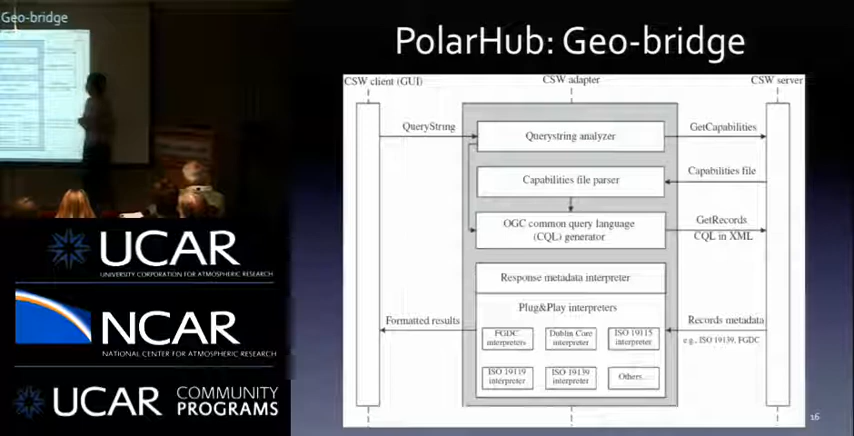 Geo-bridge
PolarHub: Geo-bridge
CSW client (GUI)
CSW adapter
CSW server
QueryString
Querystring analyzer
GetCapabilities
Capabilities file parser
Capabilities file
OGC common query language
(CQL) generator
GetRecords
CQL in XML
Response metadata interpreter
Plug&Play interpreters
Formatted results
Records metadata
e.g., ISO 19139, FGDC
FGDC
interpreters
Dublin Core
interpreter
ISO 19115
interpreter
ISO 19119
interpreter
ISO 19139
interpreter
Others...
16
UCAR
UNIVERSITY CORPORATION FOR ATMOSPHERIC RESEARCH
NCAR
NATIONAL CENTER FOR ATMOSPHERIC RESEARCH
UCAR
COMMUNITY
PROGRAMS